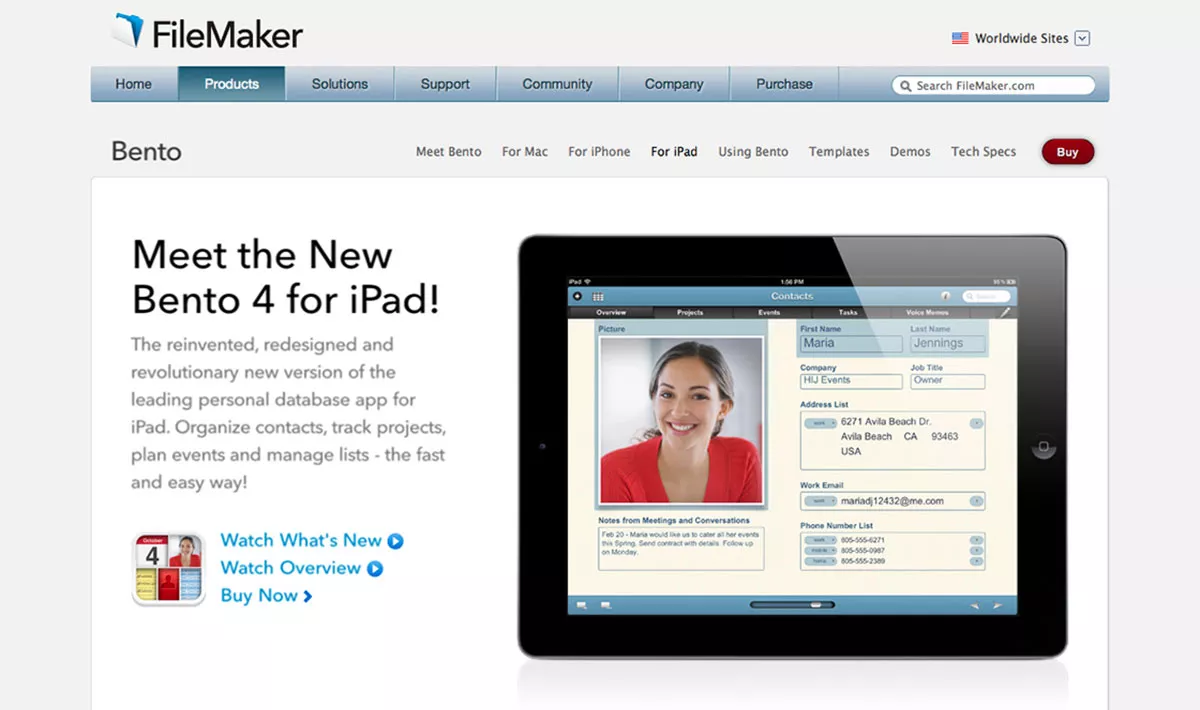 FileMaker
Worldwide Sites
Home Products Solutions Support Community Company Purchase Search FileMaker.com
Bento Meet Bento For Mac For iPhone For iPad Using Bento Templates Demos Tech Specs Buy
Meet the New
Bento 4 for iPad!
The reinvented, redesigned and
revolutionary new version of the
leading personal database app for
iPad. Organize contacts, track projects,
plan events and manage lists - the fast
and easy way!
October
4
Watch What's New
Watch Overview
Buy Now
iPad 1:56 PM
Contacts
Overview Projects Events Tasks Voice Memos
Picture
First Name Last Name
Maria Jennings
Company Job Title
HIJ Events Owner
Address List
work 6271 Avila Beach Dr.
Avila Beach CA 93463
USA
Work Email
work mariadj12432@me.com
Notes from Meetings and Conversations
Feb 20 - Maria would like us to cater all her events
this Spring. Send contract with details. Follow up
on Monday.
Phone Number List
work 805-555-6271
mobile 805-555-0987
home 805-555-2389